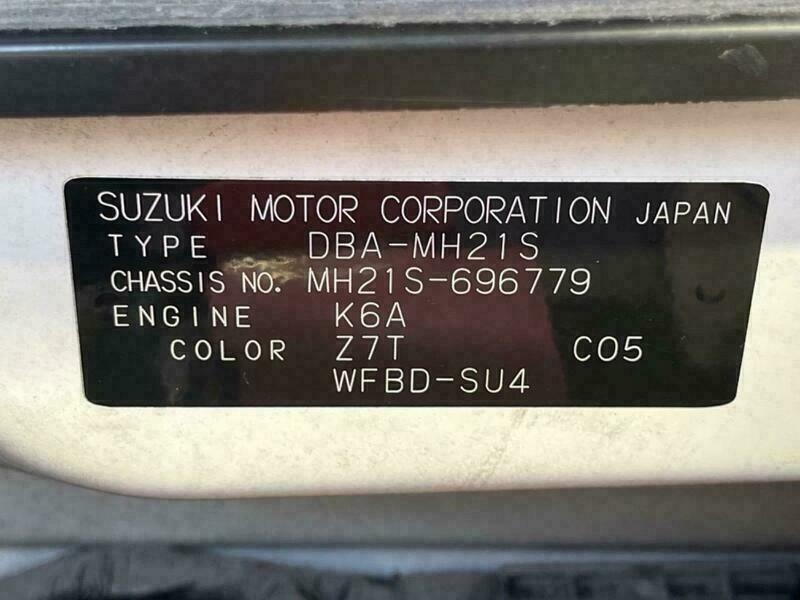 SUZUKI MOTOR CORPORATION JAPAN
TYPE DBA-MH21S
CHASSIS NO. MH21S-696779
ENGINE K6A
COLOR Z7T C05
WFBD-SU4